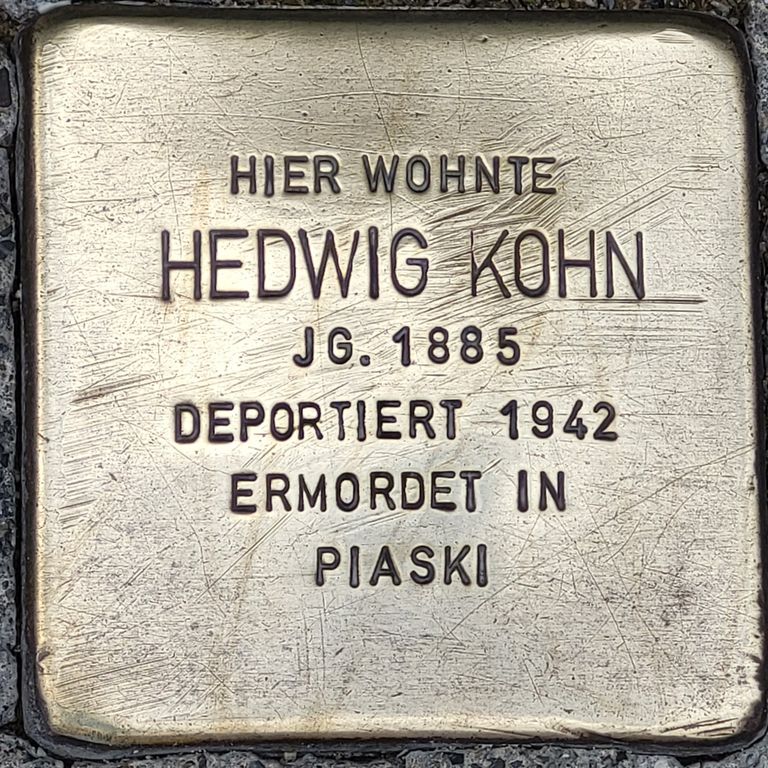 HIER WOHNTE
HEDWIG KOHN
JG. 1885
DEPORTIERT 1942
ERMORDET IN
PIASKI